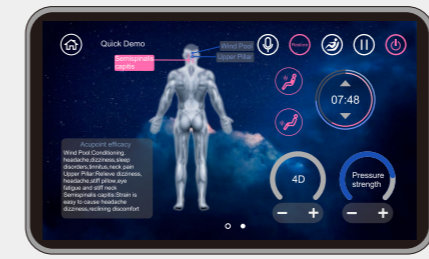 Quick Demo
Wind Pool
Upper Pillar
Semispinalis
capitis
Position
07:48
Acupoint efficacy
Wind Pool:Conditioning
headache,dizziness,sleep
disorders,tinnitus,neck pain
Upper Pillar:Relieve dizziness,
headache,stiff pillow,eye
fatigue and stiff neck
Semispinalis capitis:Strain is
easy to cause headache
dizziness,reclining discomfort
4D
Pressure
strength
− +
− +